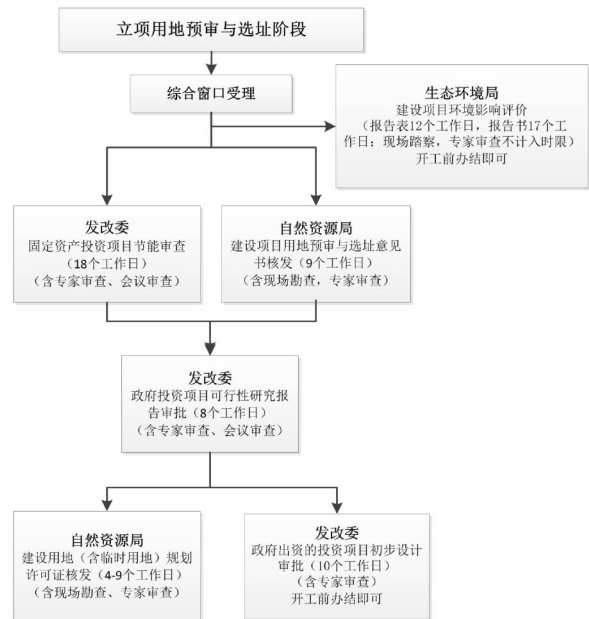 立项用地预审与选址阶段
综合窗口受理
生态环境局
建设项目环境影响评价
（报告表12个工作日，报告书17个工
作日；现场踏察，专家审查不计入时限）
开工前办结即可
发改委
固定资产投资项目节能审查
（18个工作日）
（含专家审查、会议审查）
自然资源局
建设项目用地预审与选址意见
书核发（9个工作日）
（含现场勘查，专家审查）
发改委
政府投资项目可行性研究报
告审批（8个工作日）
（含专家审查、会议审查）
自然资源局
建设用地（含临时用地）规划
许可证核发（4-9个工作日）
（含现场勘查、专家审查）
发改委
政府出资的投资项目初步设计
审批（10个工作日）
（含专家审查）
开工前办结即可